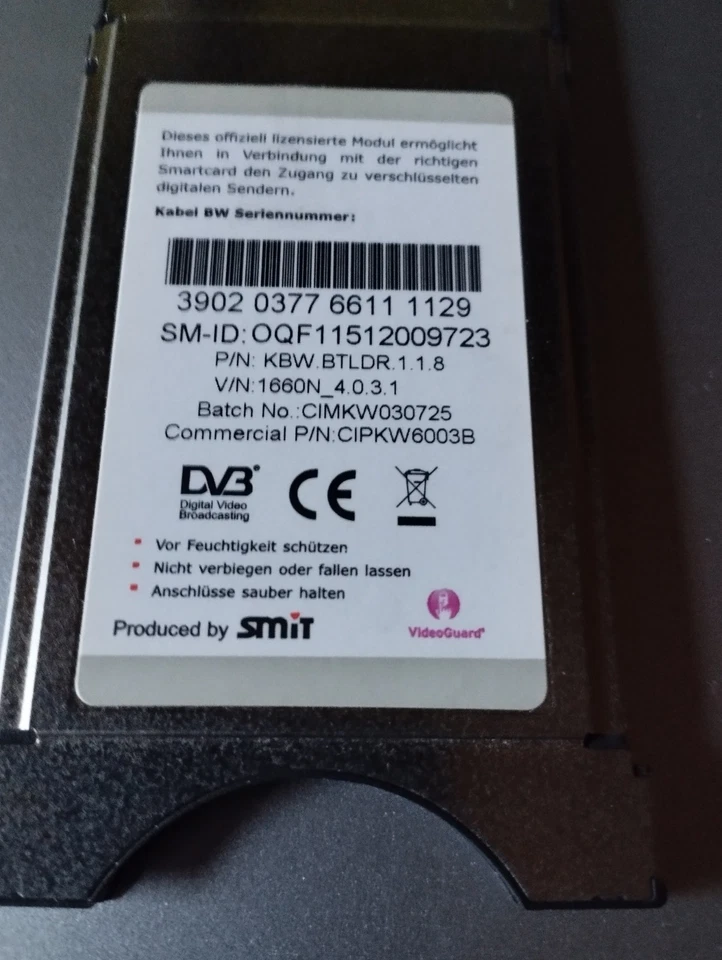 Dieses offiziell lizensierte Modul ermöglicht
Ihnen in Verbindung mit der richtigen
Smartcard den Zugang zu verschlüsselten
digitalen Sendern.
Kabel BW Seriennummer:
3902 0377 6611 1129
SM-ID:OQF11512009723
P/N: KBW.BTLDR.1.1.8
V/N:1660N_4.0.3.1
Batch No.:CIMKW030725
Commercial P/N:CIPKW6003B
DVB
Digital Video
Broadcasting
CE
Vor Feuchtigkeit schützen
Nicht verbiegen oder fallen lassen
Anschlüsse sauber halten
Produced by SMiT
VideoGuard